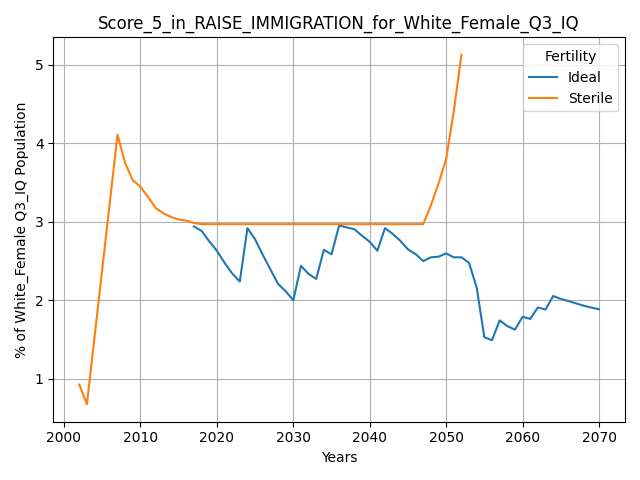 Score_5_in_RAISE_IMMIGRATION_for_White_Female_Q3_IQ
Fertility
Ideal
Sterile
% of White_Female Q3_IQ Population
5
4
3
2
1
2000 2010 2020 2030 2040 2050 2060 2070
Years